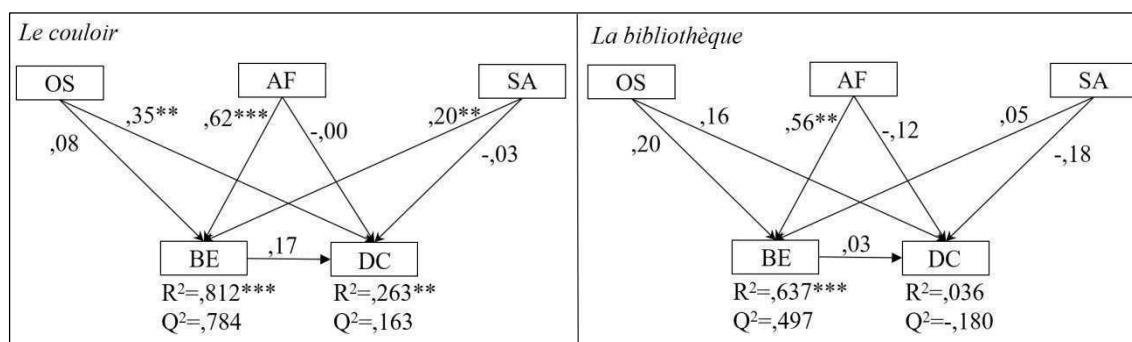 Le couloir
OS AF SA
,35** ,62*** -,00 ,20**
,08 -,03
BE ,17 DC
R²=,812*** R²=,263**
Q²=,784 Q²=,163
La bibliothèque
OS AF SA
,16 ,56** -,12 ,05
,20 -,18
BE ,03 DC
R²=,637*** R²=,036
Q²=,497 Q²=-,180